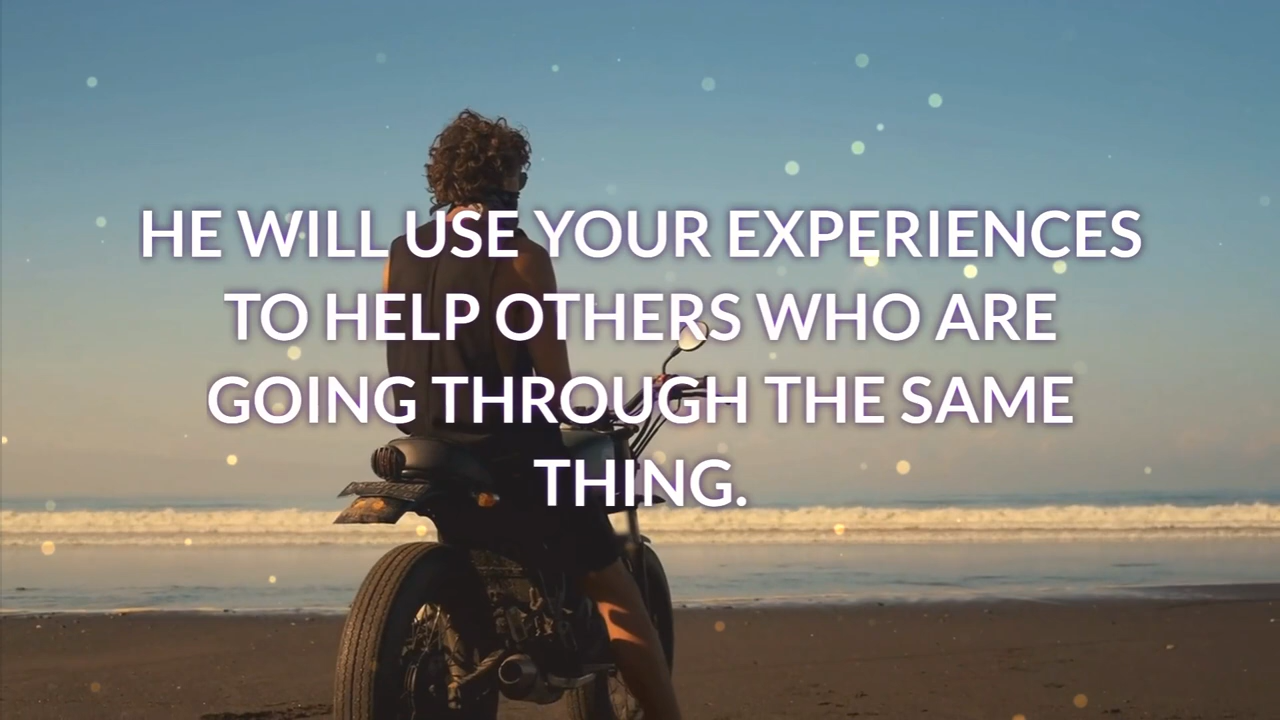 HE WILL USE YOUR EXPERIENCES
TO HELP OTHERS WHO ARE
GOING THROUGH THE SAME
THING.